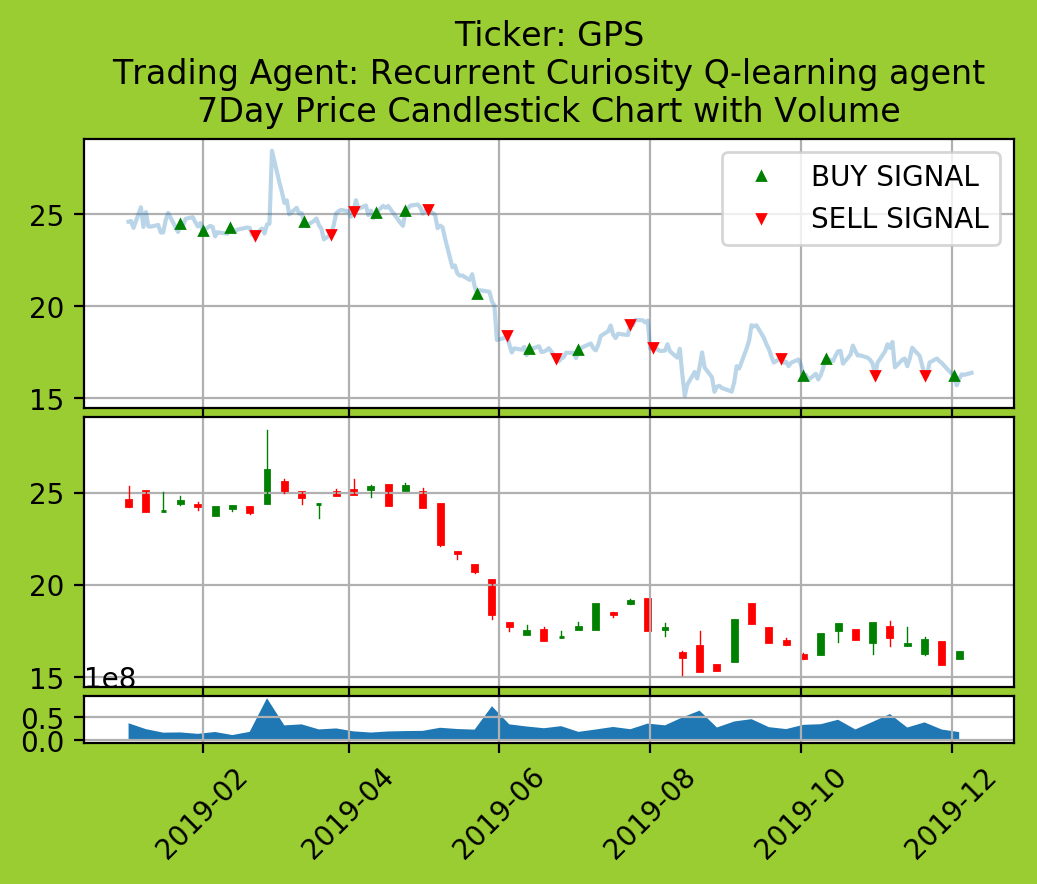 Ticker: GPS
Trading Agent: Recurrent Curiosity Q-learning agent
7Day Price Candlestick Chart with Volume
BUY SIGNAL
SELL SIGNAL
25
20
15
25
20
15
1e8
0.5
0.0
2019-02
2019-04
2019-06
2019-08
2019-10
2019-12